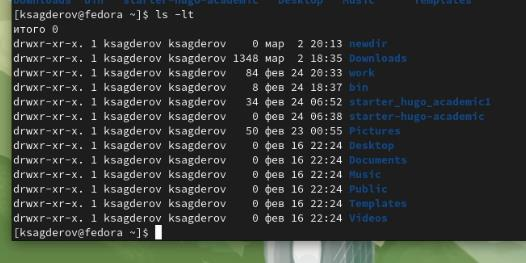 Downloads bin starter-hugo-academic Desktop Music Templates
[ksagderov@fedora ~]$ ls -lt
итого 0
drwxr-xr-x. 1 ksagderov ksagderov 0 мар 2 20:13 newdir
drwxr-xr-x. 1 ksagderov ksagderov 1348 мар 2 18:35 Downloads
drwxr-xr-x. 1 ksagderov ksagderov 84 фев 24 20:33 work
drwxr-xr-x. 1 ksagderov ksagderov 8 фев 24 18:37 bin
drwxr-xr-x. 1 ksagderov ksagderov 34 фев 24 06:52 starter_hugo_academic1
drwxr-xr-x. 1 ksagderov ksagderov 0 фев 24 06:38 starter-hugo-academic
drwxr-xr-x. 1 ksagderov ksagderov 50 фев 23 00:55 Pictures
drwxr-xr-x. 1 ksagderov ksagderov 0 фев 16 22:24 Desktop
drwxr-xr-x. 1 ksagderov ksagderov 0 фев 16 22:24 Documents
drwxr-xr-x. 1 ksagderov ksagderov 0 фев 16 22:24 Music
drwxr-xr-x. 1 ksagderov ksagderov 0 фев 16 22:24 Public
drwxr-xr-x. 1 ksagderov ksagderov 0 фев 16 22:24 Templates
drwxr-xr-x. 1 ksagderov ksagderov 0 фев 16 22:24 Videos
[ksagderov@fedora ~]$